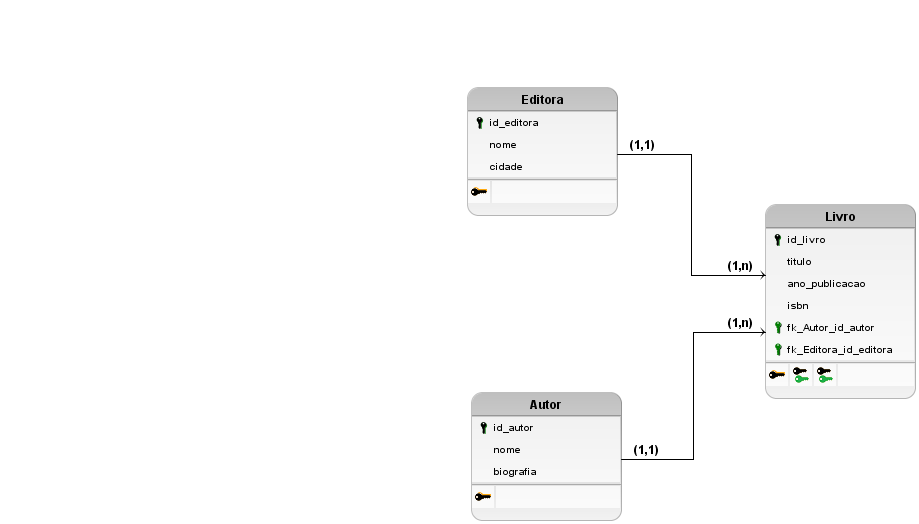 Editora
id_editora
nome
cidade
(1,1)
(1,n)
Livro
id_livro
titulo
ano_publicacao
isbn
fk_Autor_id_autor
fk_Editora_id_editora
(1,n)
Autor
id_autor
nome
biografia
(1,1)